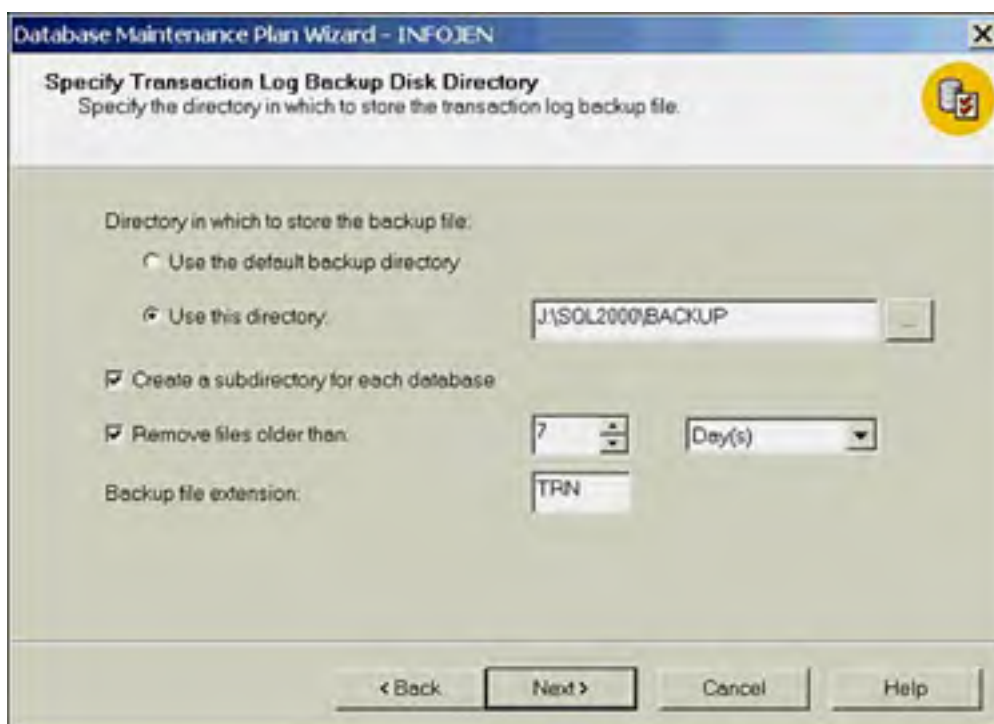 Database Maintenance Plan Wizard - INFOJEN
Specify Transaction Log Backup Disk Directory
Specify the directory in which to store the transaction log backup file.
Directory in which to store the backup file:
Use the default backup directory
Use this directory: J:\SQL2000\BACKUP ...
Create a subdirectory for each database
Remove files older than: 7 Day(s)
Backup file extension: TRN
< Back Next > Cancel Help